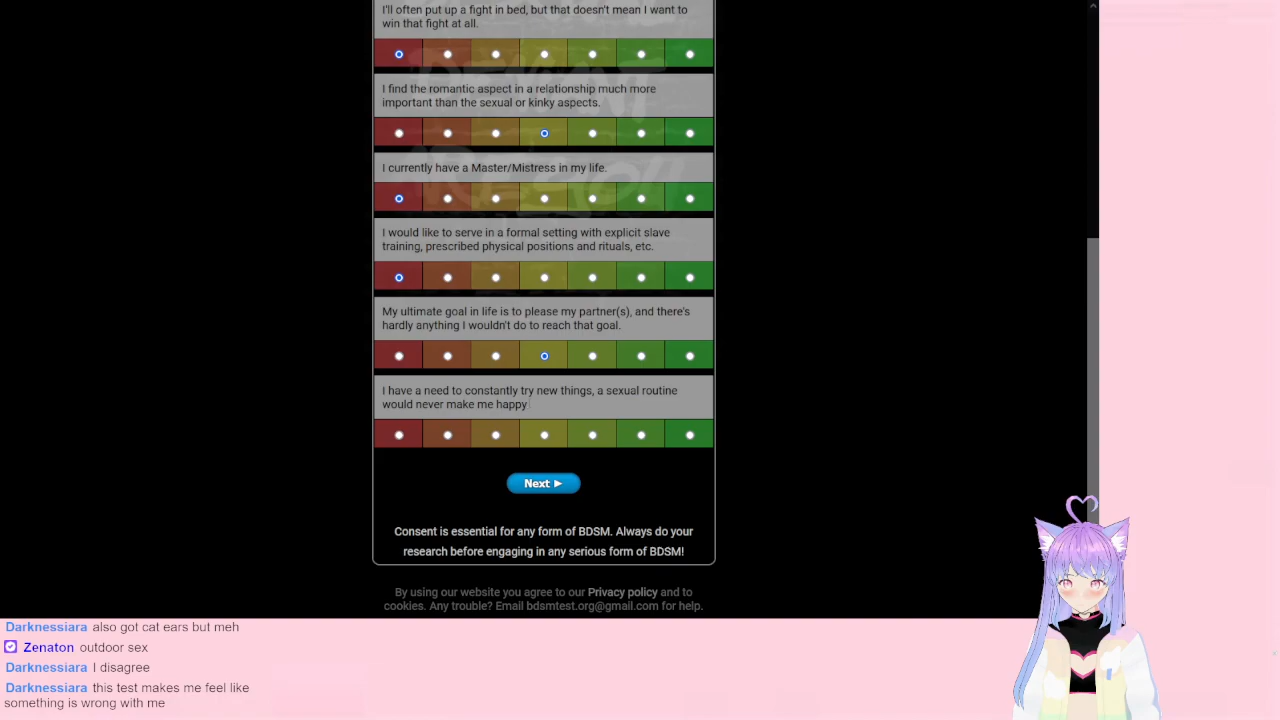 I'll often put up a fight in bed, but that doesn't mean I want to
win that fight at all.
I find the romantic aspect in a relationship much more
important than the sexual or kinky aspects.
I currently have a Master/Mistress in my life.
I would like to serve in a formal setting with explicit slave
training, prescribed physical positions and rituals, etc.
My ultimate goal in life is to please my partner(s), and there's
hardly anything I wouldn't do to reach that goal.
I have a need to constantly try new things, a sexual routine
would never make me happy
Next ►
Consent is essential for any form of BDSM. Always do your
research before engaging in any serious form of BDSM!
By using our website you agree to our Privacy policy and to
cookies. Any trouble? Email bdsmtest.org@gmail.com for help.
Darknessiara also got cat ears but meh
Zenaton outdoor sex
Darknessiara I disagree
Darknessiara this test makes me feel like
something is wrong with me